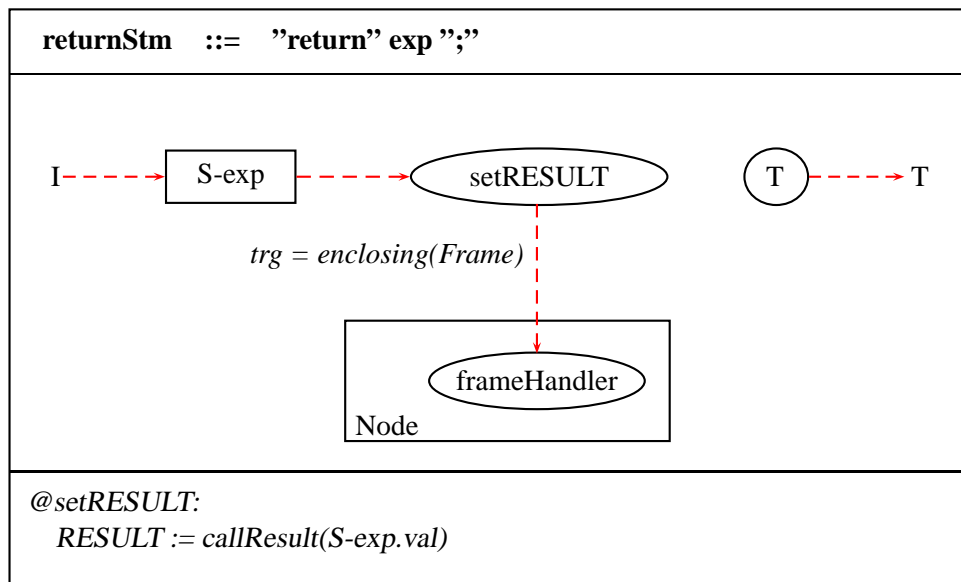 returnStm ::= ”return” exp ”;”
I S-exp setRESULT T T
trg = enclosing(Frame)
frameHandler
Node
@setRESULT:
RESULT := callResult(S-exp.val)